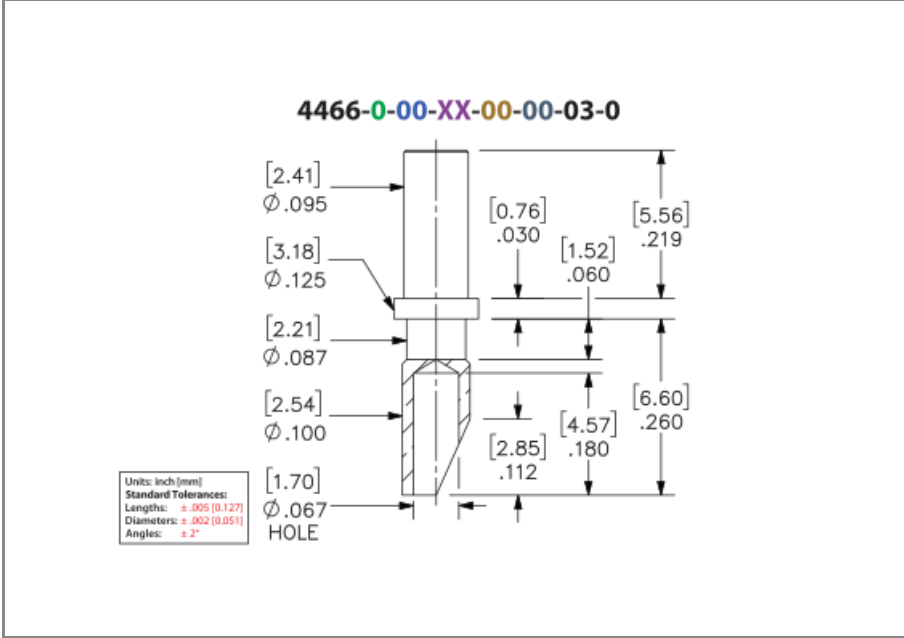 4466-0-00-XX-00-00-03-0
[2.41]
Ø.095
[3.18]
Ø.125
[2.21]
Ø.087
[2.54]
Ø.100
[1.70]
Ø.067
HOLE
[0.76]
.030
[1.52]
.060
[5.56]
.219
[2.85]
.112
[4.57]
.180
[6.60]
.260
Units: inch [mm]
Standard Tolerances:
Lengths: ± .005 [0.127]
Diameters: ± .002 [0.051]
Angles: ± 2°